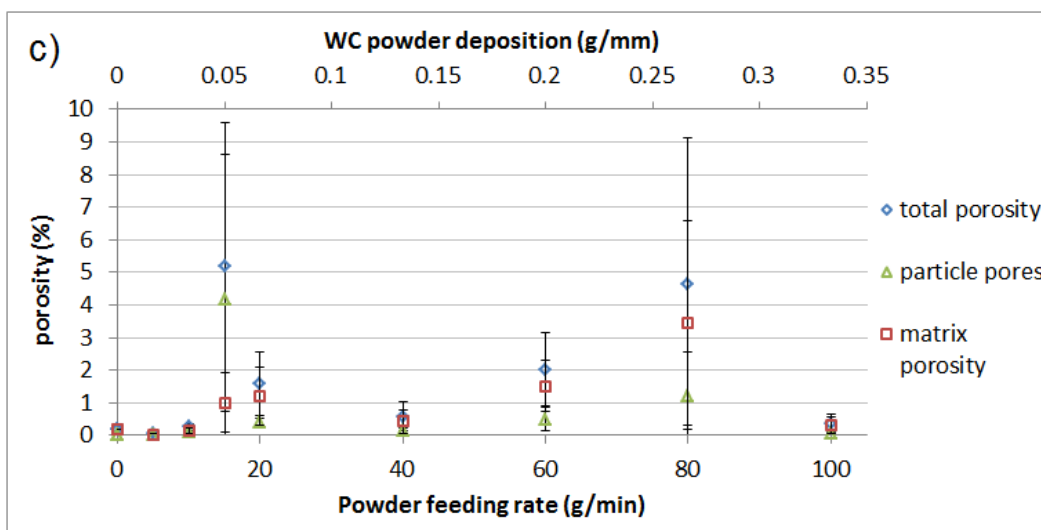 c)
WC powder deposition (g/mm)
0 0.05 0.1 0.15 0.2 0.25 0.3 0.35
10
9
8
7
6
5
4
3
2
1
0
porosity (%)
total porosity
particle pores
matrix
porosity
0 20 40 60 80 100
Powder feeding rate (g/min)